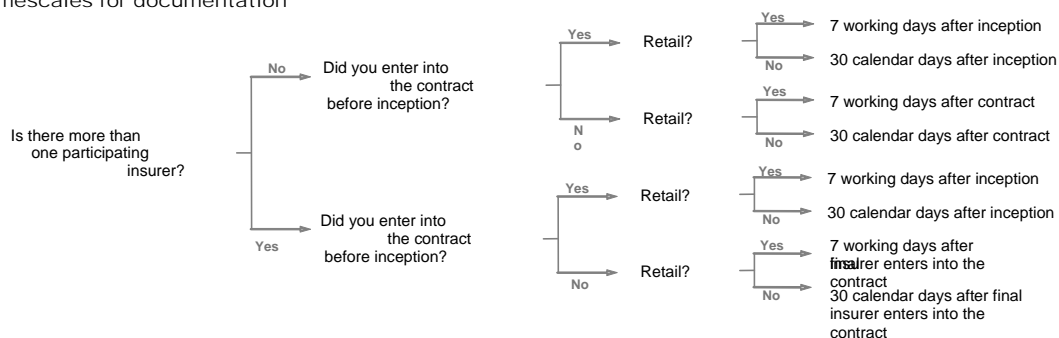 mescales for documentation
Is there more than
one participating
insurer?
No
Did you enter into
the contract
before inception?
Yes
Retail?
Yes
7 working days after inception
No
30 calendar days after inception
N
o
Retail?
Yes
7 working days after contract
No
30 calendar days after contract
Yes
Did you enter into
the contract
before inception?
Yes
Retail?
Yes
7 working days after inception
No
30 calendar days after inception
No
Retail?
Yes
7 working days after
final
insurer enters into the
contract
No
30 calendar days after final
insurer enters into the
contract